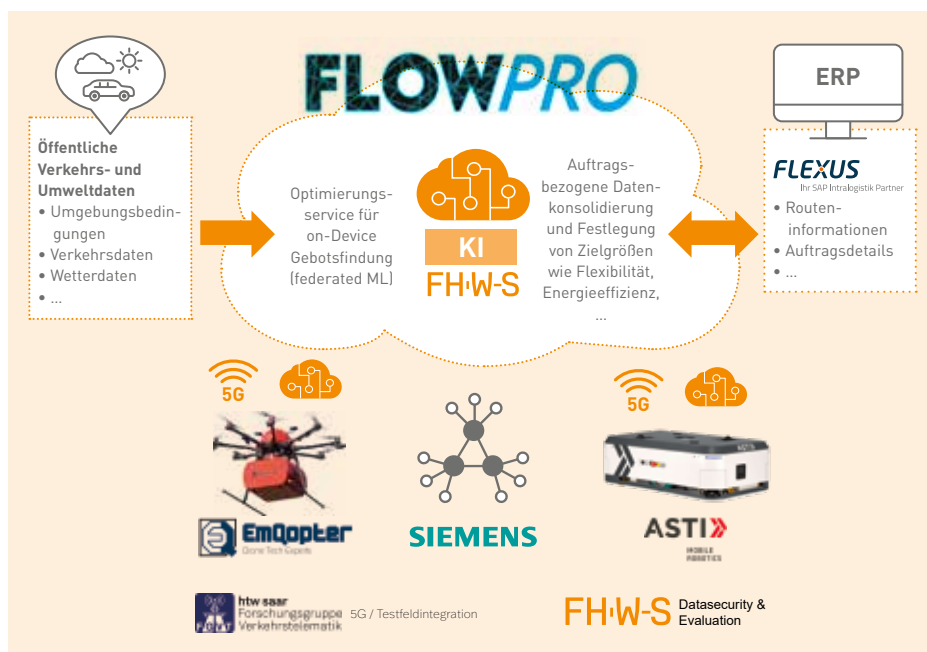 FLOWPRO
Öffentliche
Verkehrs- und
Umweltdaten
• Umgebungsbedin-
gungen
• Verkehrsdaten
• Wetterdaten
• ...
Optimierungs-
service für
on-Device
Gebotsfindung
(federated ML)
KI
FH·W-S
Auftrags-
bezogene Daten-
konsolidierung
und Festlegung
von Zielgrößen
wie Flexibilität,
Energieeffizienz,
...
ERP
FLEXUS
Ihr SAP Intralogistik Partner
• Routen-
informationen
• Auftragsdetails
• ...
5G
EmQopter
Drone Tech Experts
SIEMENS
5G
ASTI
ASTI
MOBILE
ROBOTICS
htw saar
Forschungsgruppe
Verkehrstelematik
FGVT
5G / Testfeldintegration
FH·W-S
Datasecurity &
Evaluation